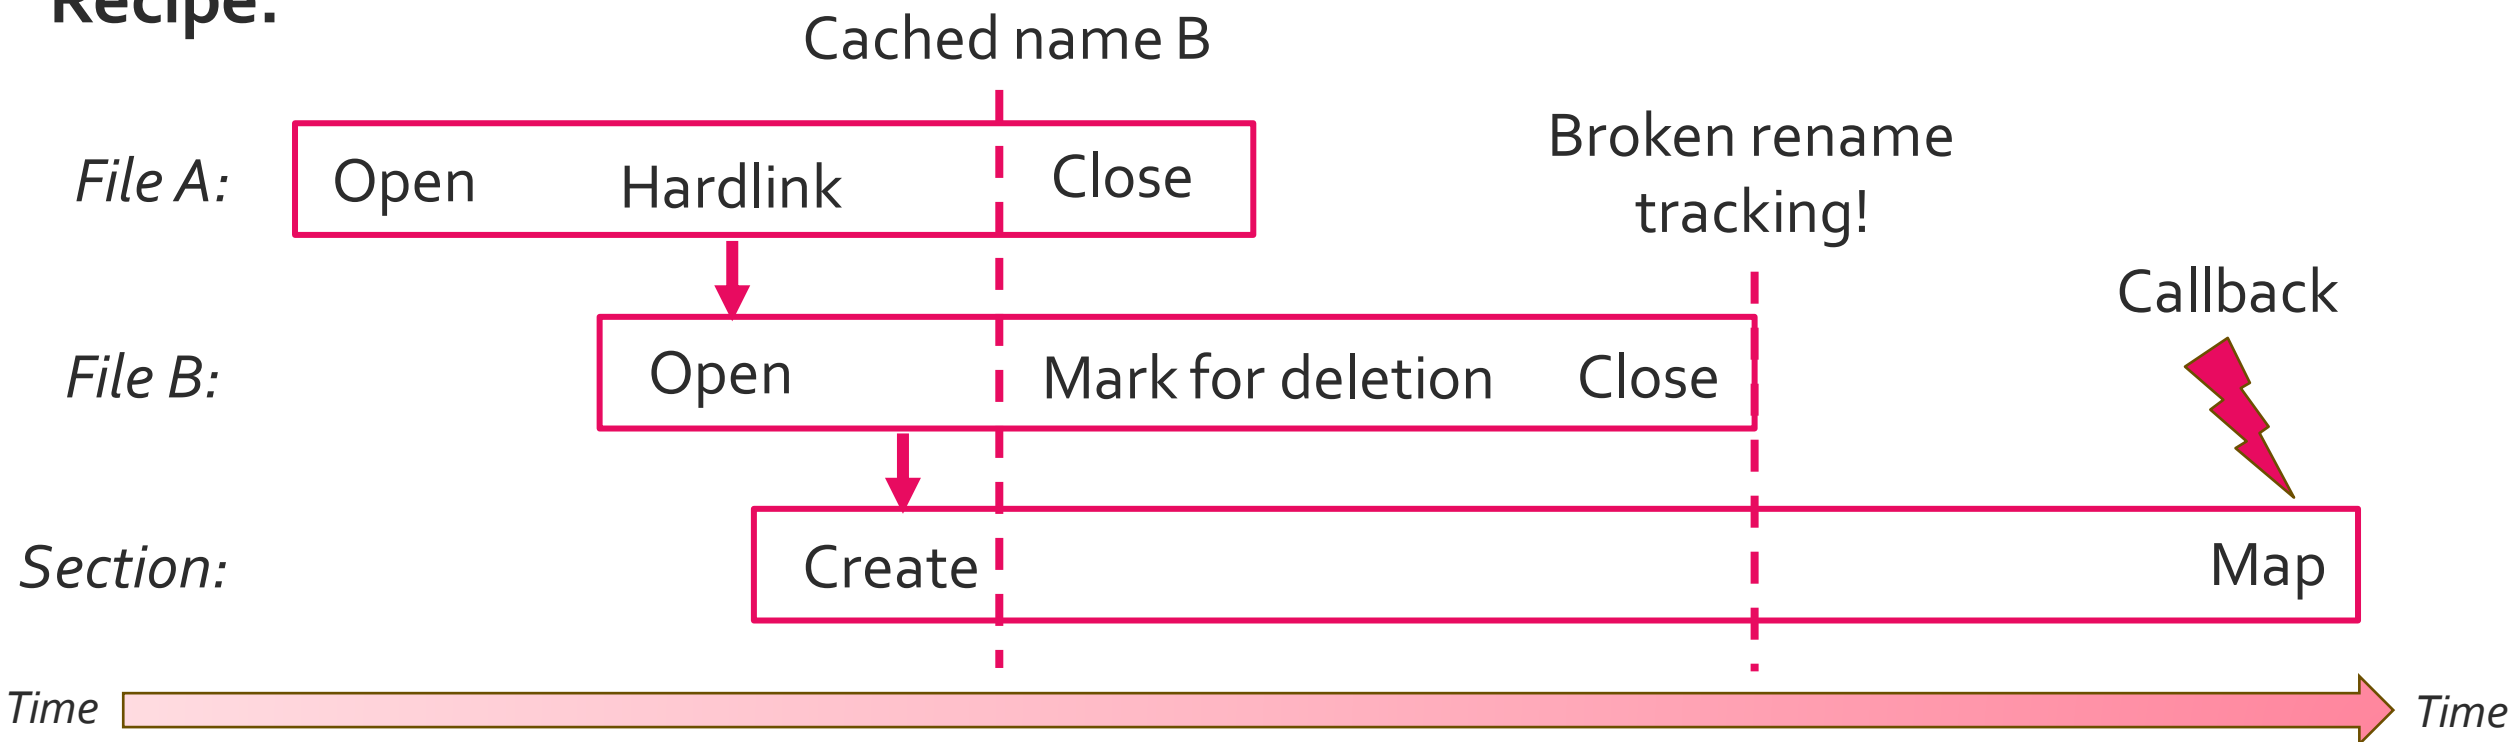 Recipe:
Cached name B
Broken rename
tracking!
File A: Open Hardlink Close
Callback
File B: Open Mark for deletion Close
Section: Create Map
Time Time